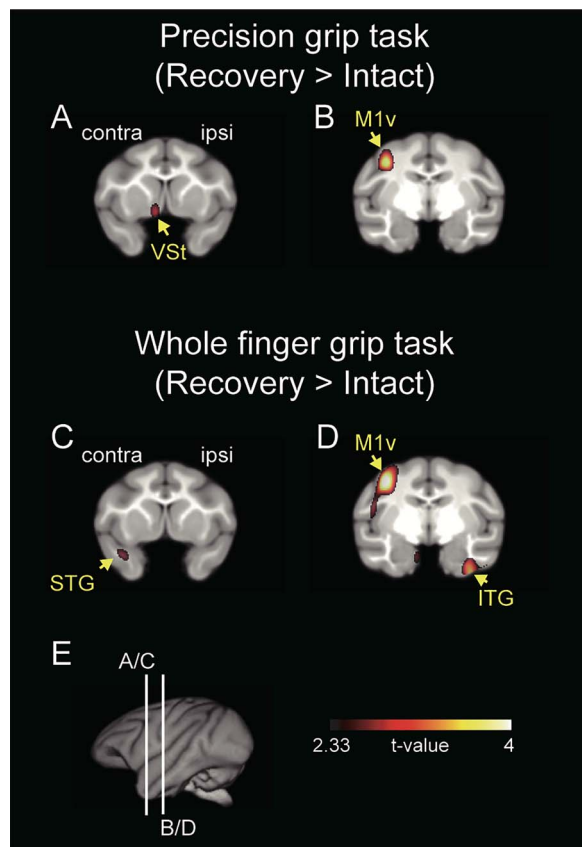 Precision grip task
(Recovery > Intact)
A
contra
ipsi
VSt
B
M1v
Whole finger grip task
(Recovery > Intact)
C
contra
ipsi
STG
D
M1v
ITG
E
A/C
B/D
2.33 t-value 4